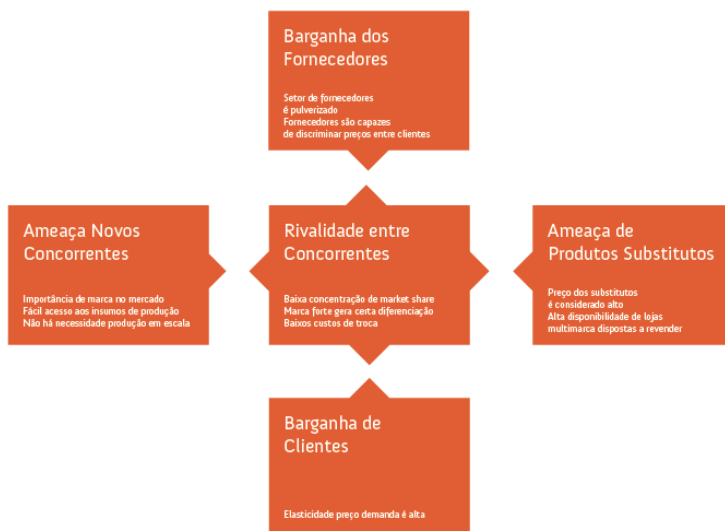 Barganha dos
Fornecedores
Setor de fornecedores
é pulverizado
Fornecedores são capazes
de discriminar preços entre clientes
Ameaça Novos
Concorrentes
Importância de marca no mercado
Fácil acesso aos insumos de produção
Não há necessidade produção em escala
Rivalidade entre
Concorrentes
Baixa concentração de market share
Marca forte gera certa diferenciação
Baixos custos de troca
Ameaça de
Produtos Substitutos
Preço dos substitutos
é considerado alto
Alta disponibilidade de lojas
multimarca dispostas a revender
Barganha de
Clientes
Elasticidade preço demanda é alta